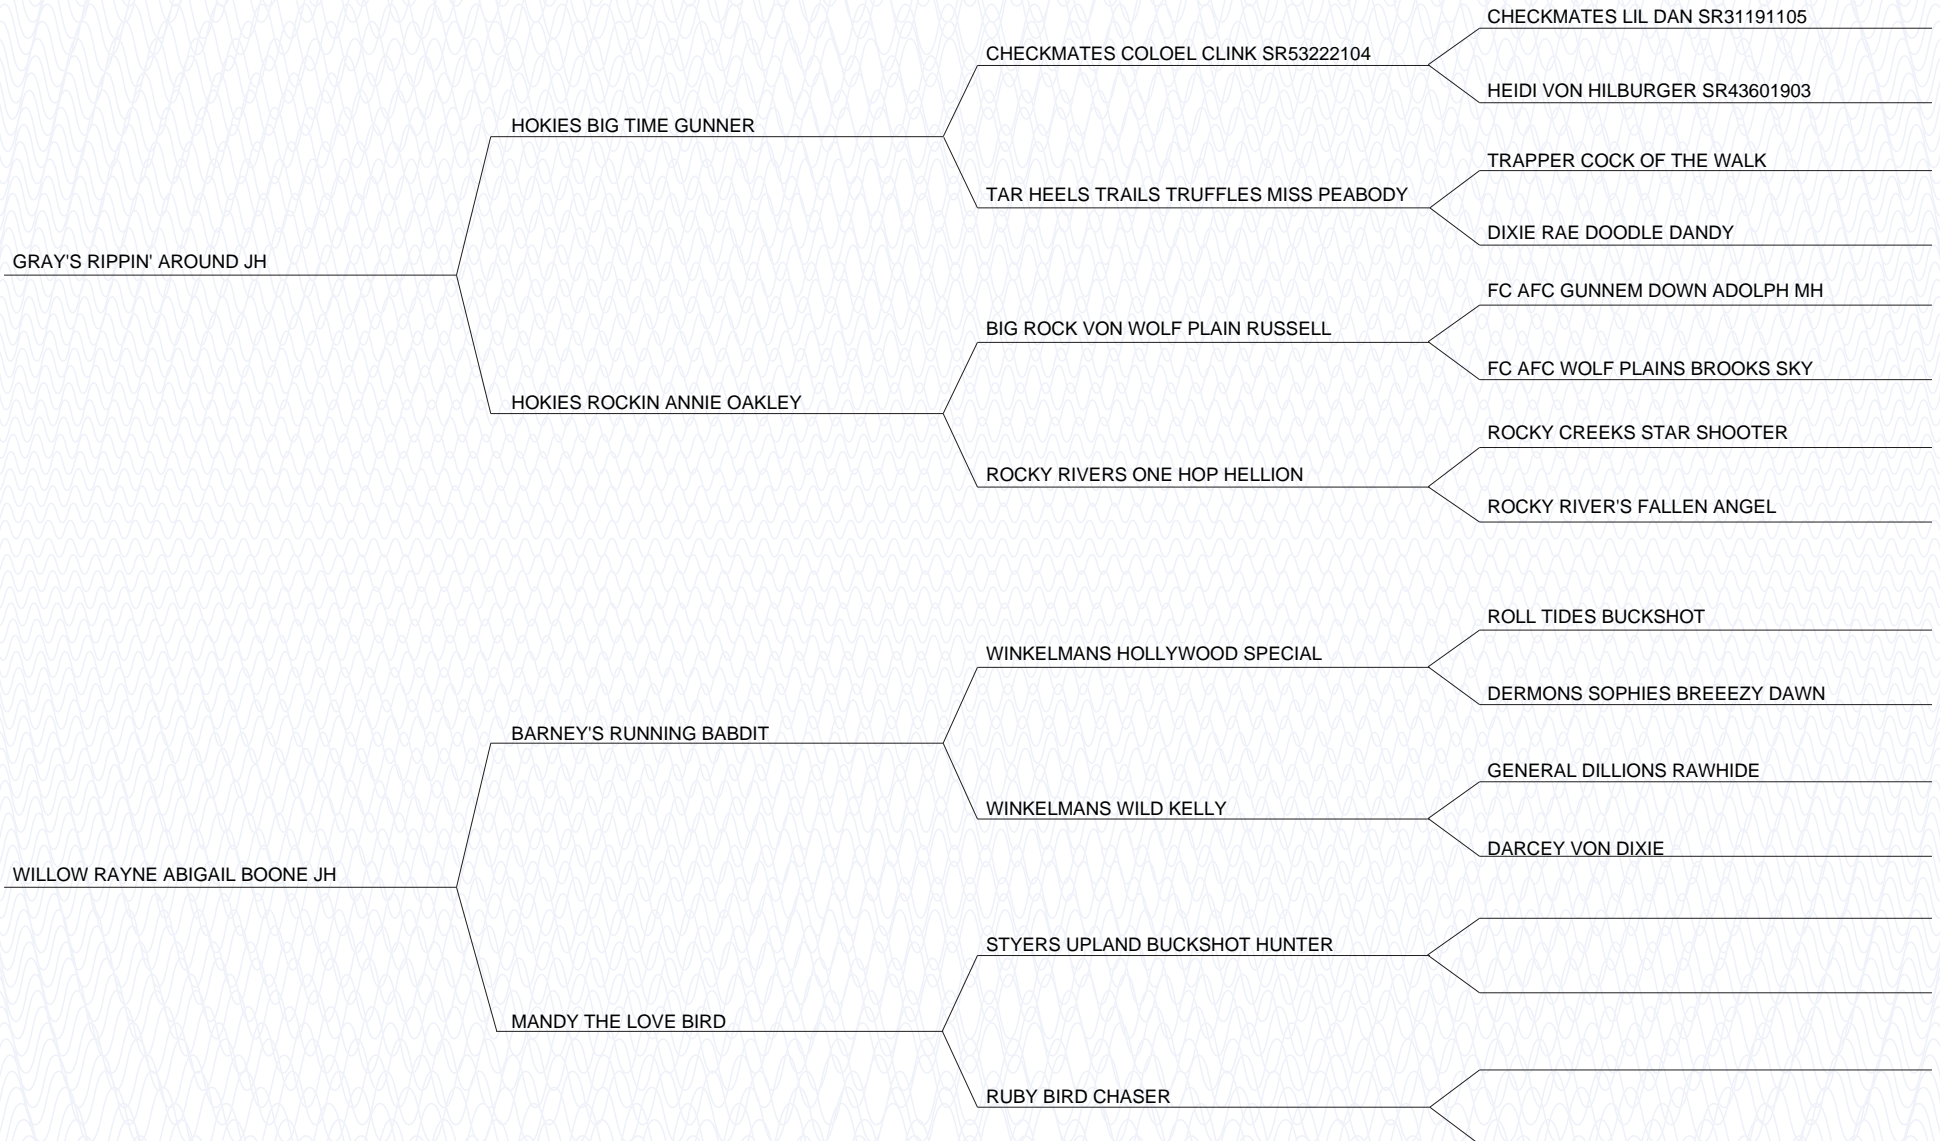 CHECKMATES LIL DAN SR31191105
CHECKMATES COLOEL CLINK SR53222104
HEIDI VON HILBURGER SR43601903
HOKIES BIG TIME GUNNER
TRAPPER COCK OF THE WALK
TAR HEELS TRAILS TRUFFLES MISS PEABODY
DIXIE RAE DOODLE DANDY
GRAY'S RIPPIN' AROUND JH
FC AFC GUNNEM DOWN ADOLPH MH
BIG ROCK VON WOLF PLAIN RUSSELL
FC AFC WOLF PLAINS BROOKS SKY
HOKIES ROCKIN ANNIE OAKLEY
ROCKY CREEKS STAR SHOOTER
ROCKY RIVERS ONE HOP HELLION
ROCKY RIVER'S FALLEN ANGEL
ROLL TIDES BUCKSHOT
WINKELMANS HOLLYWOOD SPECIAL
DERMONS SOPHIES BREEEZY DAWN
BARNEY'S RUNNING BABDIT
GENERAL DILLIONS RAWHIDE
WINKELMANS WILD KELLY
DARCEY VON DIXIE
WILLOW RAYNE ABIGAIL BOONE JH
STYERS UPLAND BUCKSHOT HUNTER
MANDY THE LOVE BIRD
RUBY BIRD CHASER